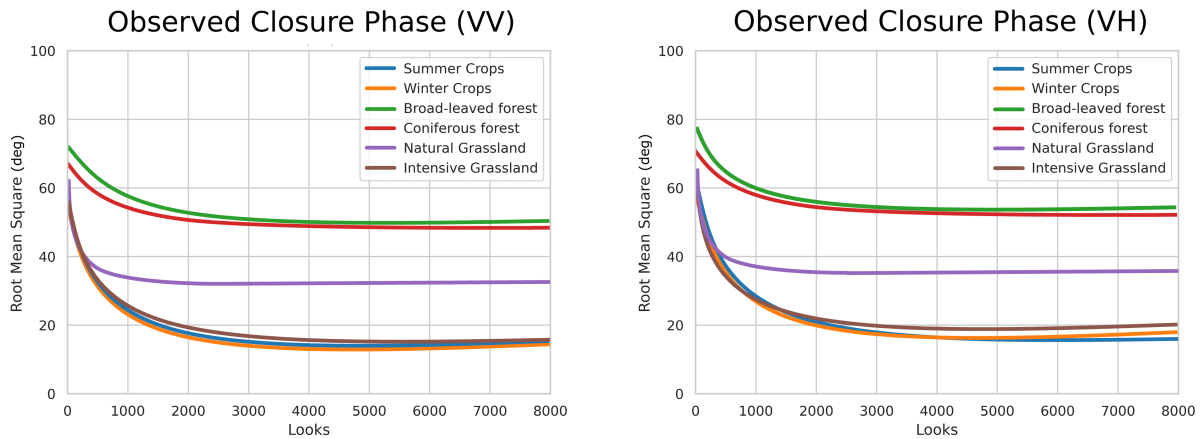 Observed Closure Phase (VV)
100
80
60
40
20
0
Root Mean Square (deg)
Summer Crops
Winter Crops
Broad-leaved forest
Coniferous forest
Natural Grassland
Intensive Grassland
0 1000 2000 3000 4000 5000 6000 7000 8000
Looks
Observed Closure Phase (VH)
100
80
60
40
20
0
Root Mean Square (deg)
Summer Crops
Winter Crops
Broad-leaved forest
Coniferous forest
Natural Grassland
Intensive Grassland
0 1000 2000 3000 4000 5000 6000 7000 8000
Looks